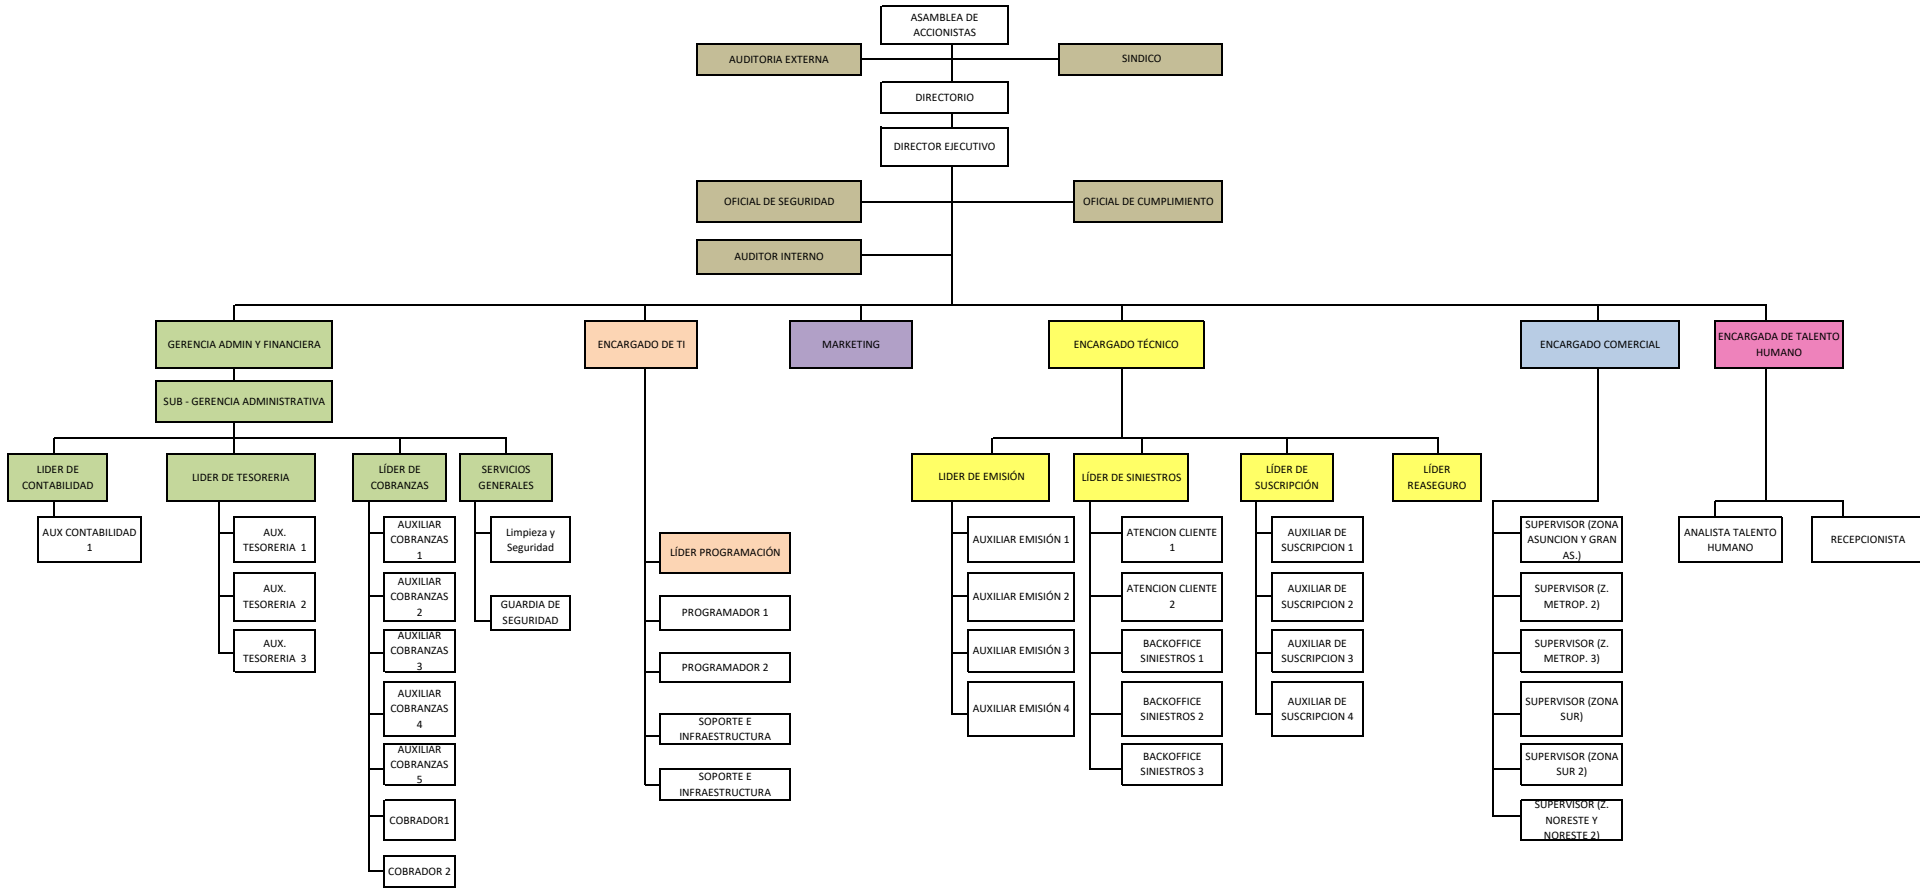 ASAMBLEA DE
ACCIONISTAS
AUDITORIA EXTERNA
SINDICO
DIRECTORIO
DIRECTOR EJECUTIVO
OFICIAL DE SEGURIDAD
OFICIAL DE CUMPLIMIENTO
AUDITOR INTERNO
GERENCIA ADMIN Y FINANCIERA
ENCARGADO DE TI
MARKETING
ENCARGADO TÉCNICO
ENCARGADO COMERCIAL
ENCARGADA DE TALENTO
HUMANO
SUB - GERENCIA ADMINISTRATIVA
LIDER DE
CONTABILIDAD
LIDER DE TESORERIA
LÍDER DE
COBRANZAS
SERVICIOS
GENERALES
LIDER DE EMISIÓN
LÍDER DE SINIESTROS
LÍDER DE
SUSCRIPCIÓN
LÍDER
REASEGURO
AUX CONTABILIDAD
1
AUX.
TESORERIA 1
AUX.
TESORERIA 2
AUX.
TESORERIA 3
AUXILIAR
COBRANZAS
1
AUXILIAR
COBRANZAS
2
AUXILIAR
COBRANZAS
3
AUXILIAR
COBRANZAS
4
AUXILIAR
COBRANZAS
5
COBRADOR1
COBRADOR 2
Limpieza y
Seguridad
GUARDIA DE
SEGURIDAD
LÍDER PROGRAMACIÓN
PROGRAMADOR 1
PROGRAMADOR 2
SOPORTE E
INFRAESTRUCTURA
SOPORTE E
INFRAESTRUCTURA
AUXILIAR EMISIÓN 1
AUXILIAR EMISIÓN 2
AUXILIAR EMISIÓN 3
AUXILIAR EMISIÓN 4
ATENCION CLIENTE
1
ATENCION CLIENTE
2
BACKOFFICE
SINIESTROS 1
BACKOFFICE
SINIESTROS 2
BACKOFFICE
SINIESTROS 3
AUXILIAR DE
SUSCRIPCION 1
AUXILIAR DE
SUSCRIPCION 2
AUXILIAR DE
SUSCRIPCION 3
AUXILIAR DE
SUSCRIPCION 4
SUPERVISOR (ZONA
ASUNCION Y GRAN
AS.)
SUPERVISOR (Z.
METROP. 2)
SUPERVISOR (Z.
METROP. 3)
SUPERVISOR (ZONA
SUR)
SUPERVISOR (ZONA
SUR 2)
SUPERVISOR (Z.
NORESTE Y
NORESTE 2)
ANALISTA TALENTO
HUMANO
RECEPCIONISTA